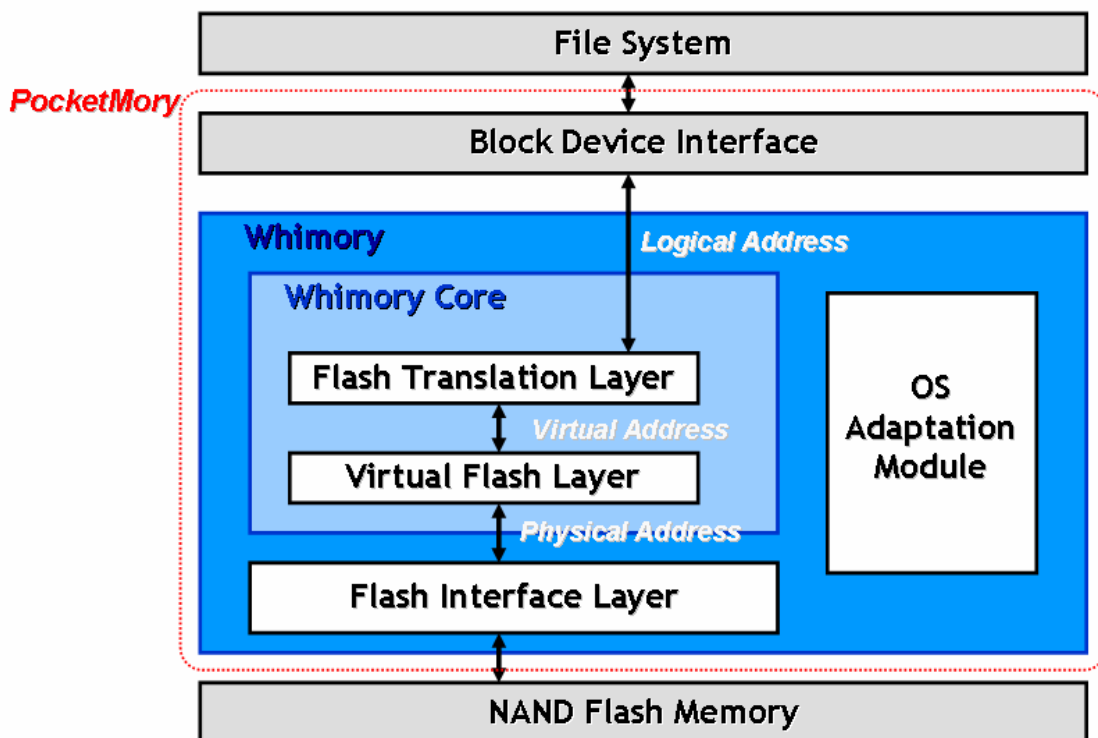 File System
PocketMory
Block Device Interface
Whimory
Logical Address
Whimory Core
Flash Translation Layer
Virtual Address
Virtual Flash Layer
Physical Address
Flash Interface Layer
OS
Adaptation
Module
NAND Flash Memory